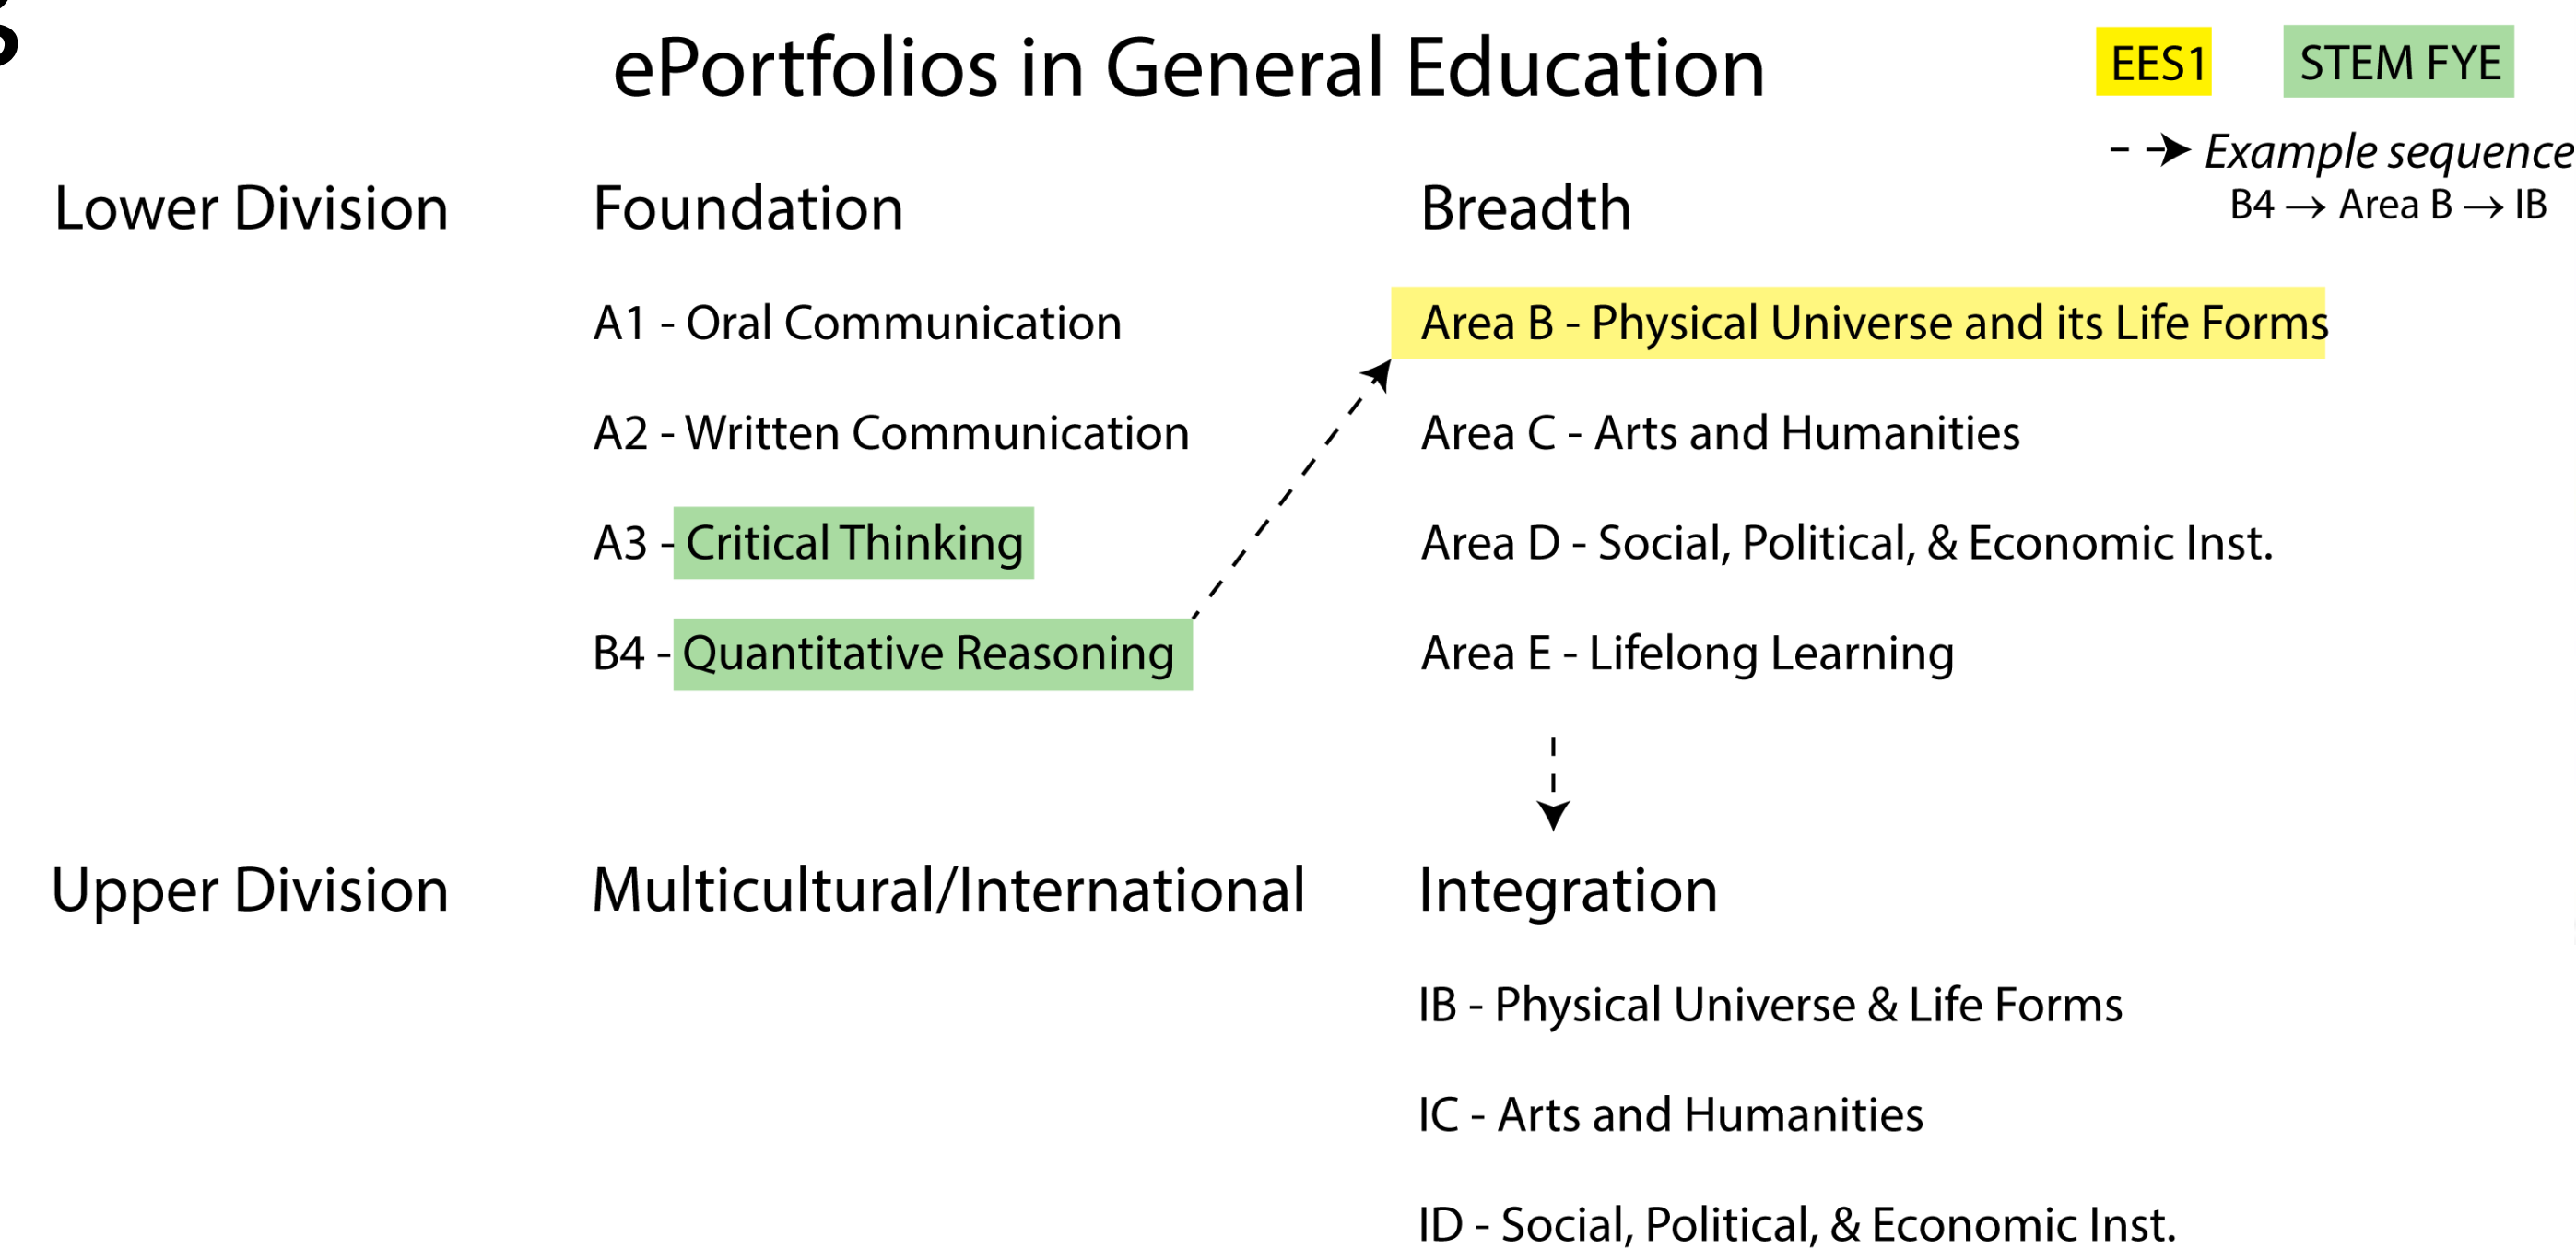 ePortfolios in General Education
EES1
STEM FYE
Example sequence
B4 → Area B → IB
Lower Division
Foundation
A1 - Oral Communication
A2 - Written Communication
A3 - Critical Thinking
B4 - Quantitative Reasoning
Breadth
Area B - Physical Universe and its Life Forms
Area C - Arts and Humanities
Area D - Social, Political, & Economic Inst.
Area E - Lifelong Learning
Upper Division
Multicultural/International
Integration
IB - Physical Universe & Life Forms
IC - Arts and Humanities
ID - Social, Political, & Economic Inst.